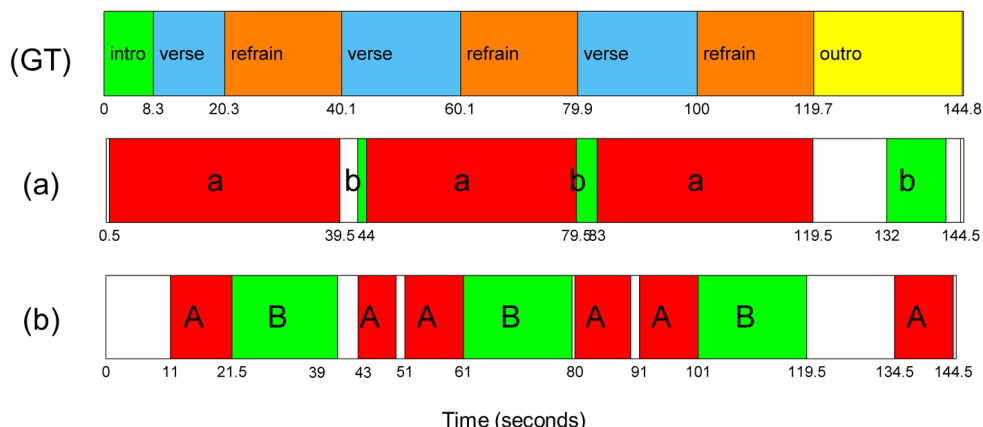 (GT) intro verse refrain verse refrain verse refrain outro
0 8.3 20.3 40.1 60.1 79.9 100 119.7 144.8
(a) a b a b a b
0.5 39.5 44 79.5 83 119.5 132 144.5
(b) A B A A B A A B A
0 11 21.5 39 43 51 61 80 91 101 119.5 134.5 144.5
Time (seconds)